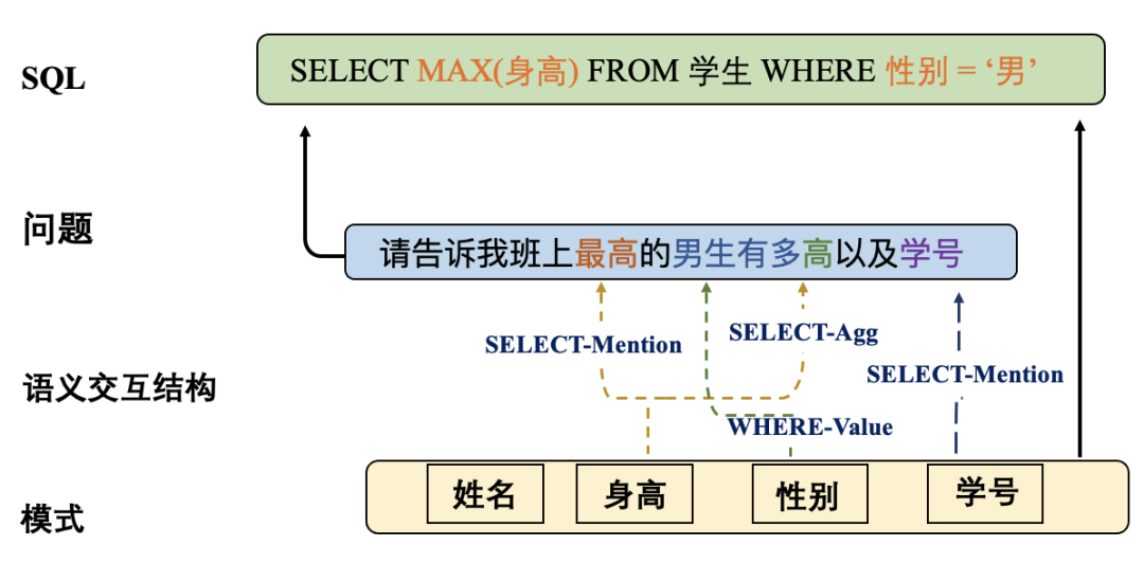 SQL
SELECT MAX(身高) FROM 学生 WHERE 性别 = ‘男’
问题
请告诉我班上最高的男生有多高以及学号
SELECT-Mention
SELECT-Agg
SELECT-Mention
语义交互结构
WHERE-Value
模式
姓名
身高
性别
学号